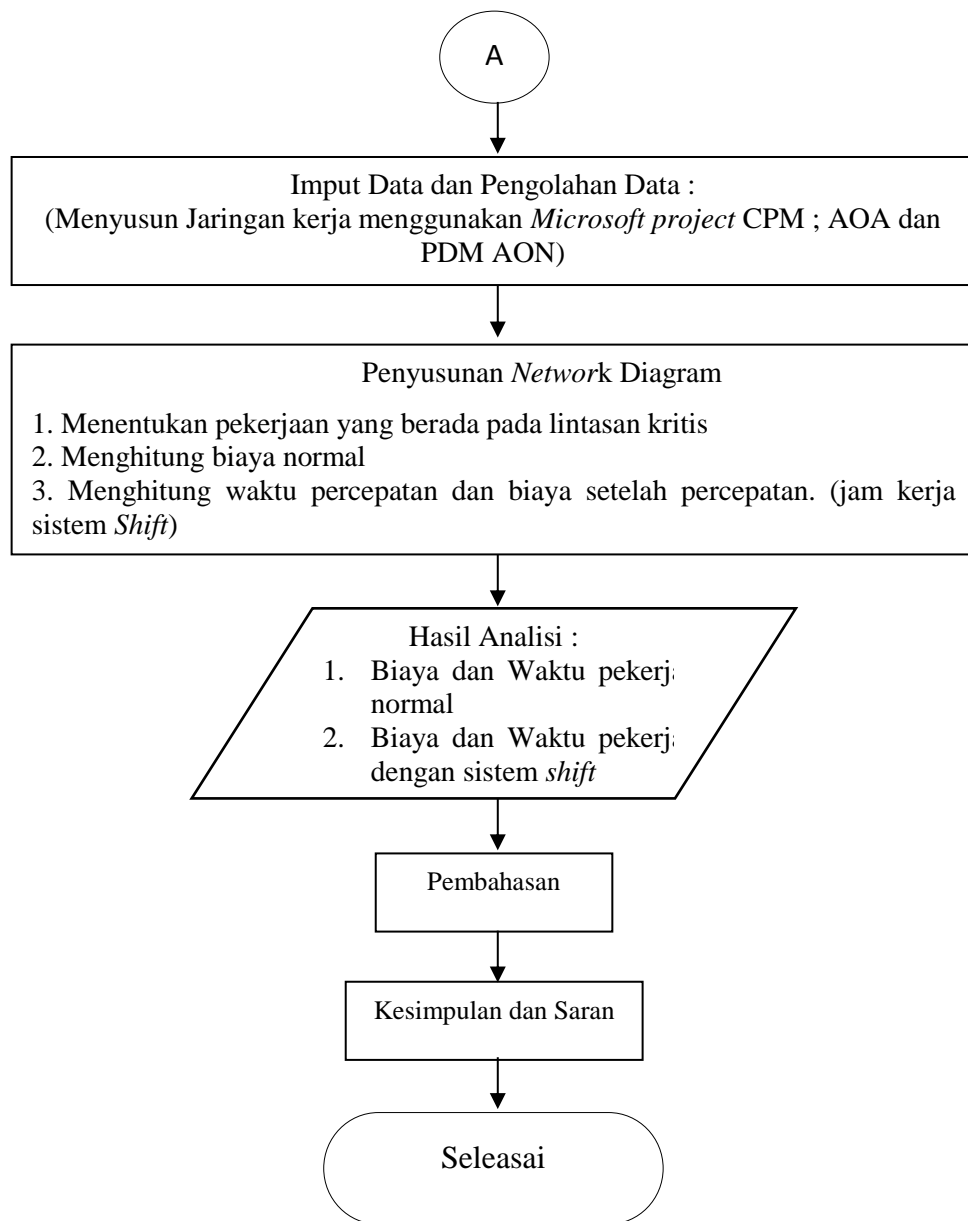 A
Imput Data dan Pengolahan Data :
(Menyusun Jaringan kerja menggunakan Microsoft project CPM ; AOA dan
PDM AON)
Penyusunan Network Diagram
1. Menentukan pekerjaan yang berada pada lintasan kritis
2. Menghitung biaya normal
3. Menghitung waktu percepatan dan biaya setelah percepatan. (jam kerja
sistem Shift)
Hasil Analisi :
1. Biaya dan Waktu
normal
2. Biaya dan Waktu
dengan sistem shift
Pembahasan
Kesimpulan dan Saran
Seleasai